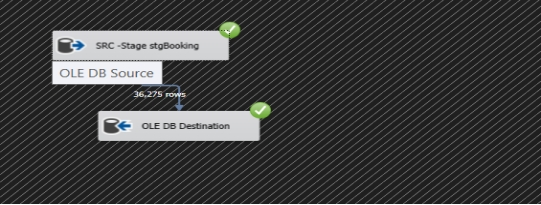 SRC -Stage stgBooking
OLE DB Source
36,275 rows
OLE DB Destination